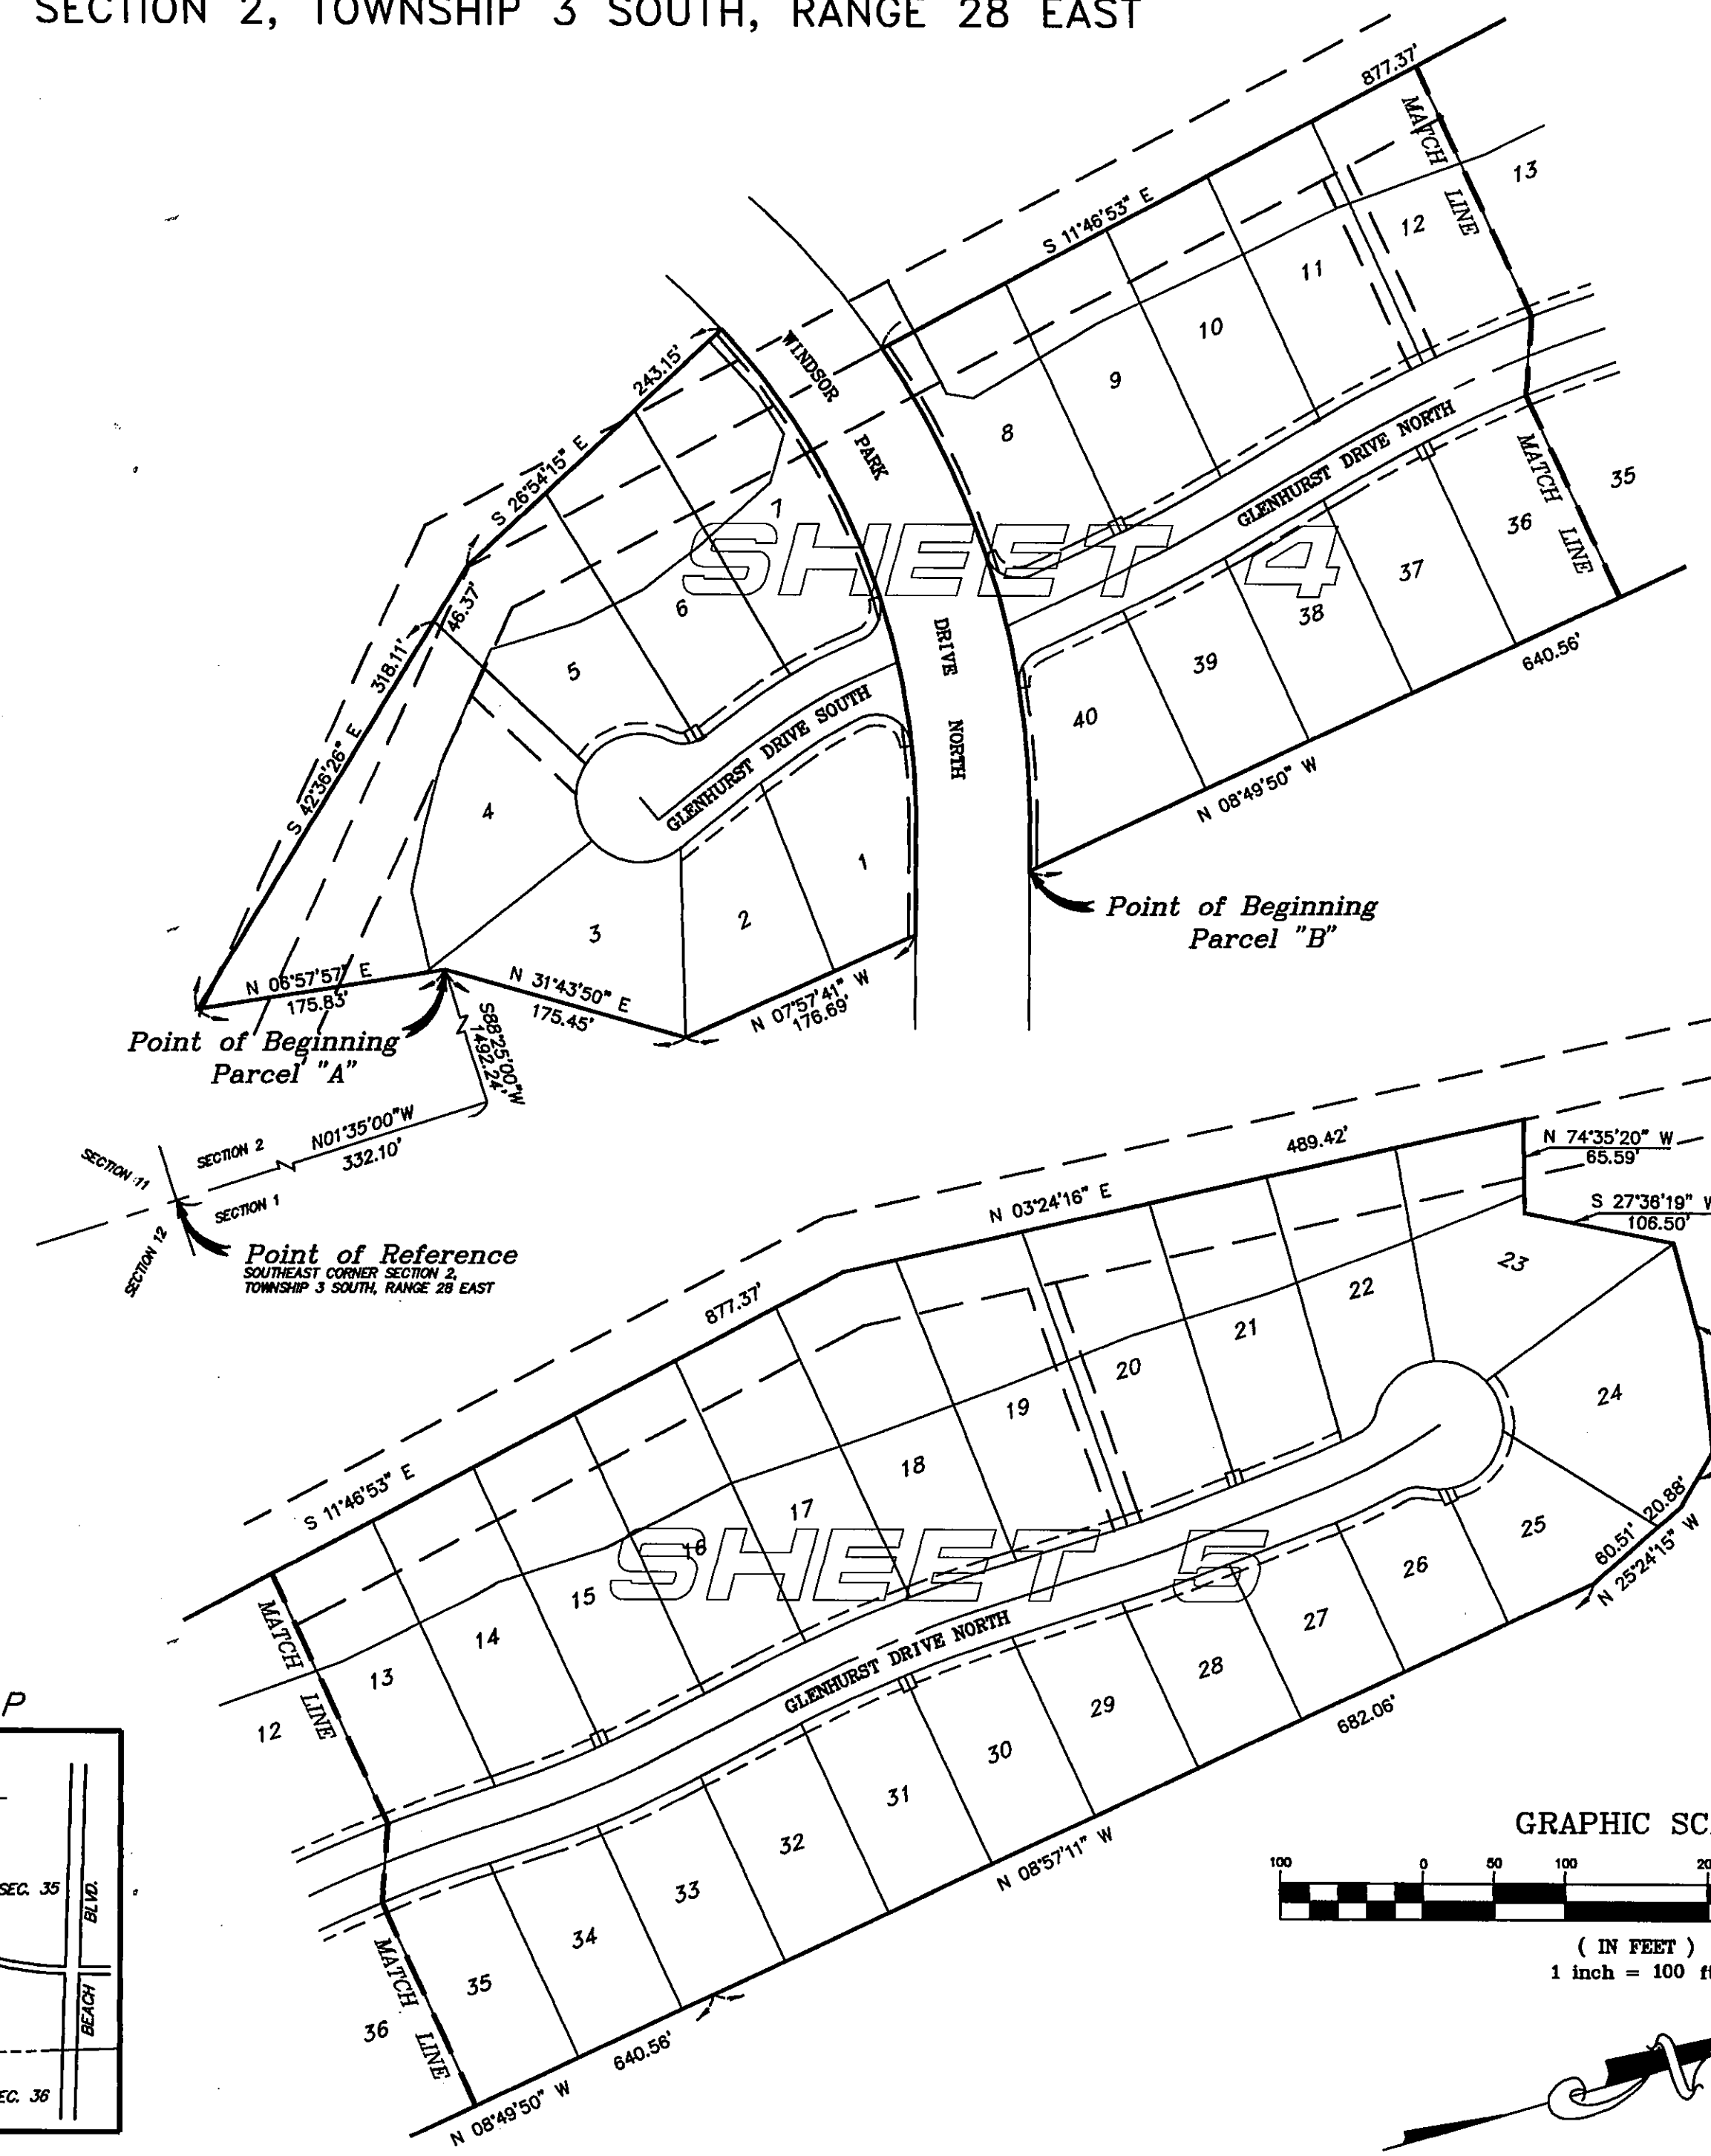 SECTION 2, TOWNSHIP 3 SOUTH, RANGE 28 EAST
877.37'
MATCH LINE
13
12
S 11°46'53" E
11
10
9
8
WINDSOR PARK DRIVE NORTH
243.15'
S 26°54'15" E
7
6
5
46.37'
318.11'
S 42°36'26" E
SHEET 4
GLENHURST DRIVE NORTH
MATCH LINE
35
36
37
38
39
40
640.56'
N 08°49'50" W
GLENHURST DRIVE SOUTH
4
3
2
1
Point of Beginning
Parcel "B"
N 06°57'57" E
175.83'
N 31°43'50" E
175.45'
N 07°57'41" W
176.69'
Point of Beginning
Parcel "A"
S88°25'00"W
1492.24'
N01°35'00"W
332.10'
SECTION 11
SECTION 2
SECTION 1
SECTION 12
Point of Reference
SOUTHEAST CORNER SECTION 2,
TOWNSHIP 3 SOUTH, RANGE 28 EAST
489.42'
N 74°35'20" W
65.59'
N 03°24'16" E
S 27°36'19" W
106.50'
877.37'
23
22
21
20
19
18
17
16
15
14
13
12
24
25
26
27
28
29
30
31
32
33
34
35
36
S 11°46'53" E
SHEET 5
20.88'
60.51'
N 25°24'15" W
MATCH LINE
GLENHURST DRIVE NORTH
682.06'
N 08°57'11" W
MATCH LINE
640.56'
N 08°49'50" W
P
SEC. 35
BLVD.
BEACH
EC. 36
GRAPHIC SC
100 0 50 100 20
( IN FEET )
1 inch = 100 f